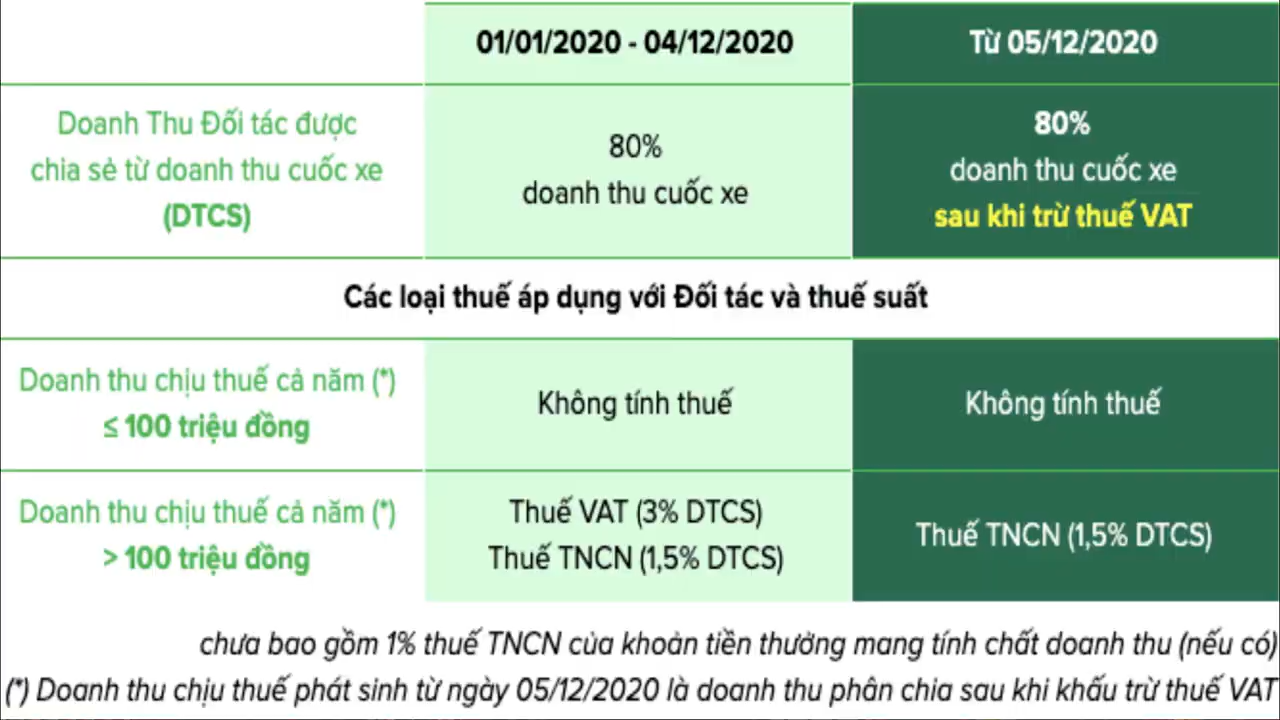 01/01/2020 - 04/12/2020
Từ 05/12/2020
Doanh Thu Đối tác được
chia sẻ từ doanh thu cuốc xe
(DTCS)
80%
doanh thu cuốc xe
80%
doanh thu cuốc xe
sau khi trừ thuế VAT
Các loại thuế áp dụng với Đối tác và thuế suất
Doanh thu chịu thuế cả năm (*)
≤ 100 triệu đồng
Không tính thuế
Không tính thuế
Doanh thu chịu thuế cả năm (*)
> 100 triệu đồng
Thuế VAT (3% DTCS)
Thuế TNCN (1,5% DTCS)
Thuế TNCN (1,5% DTCS)
chưa bao gồm 1% thuế TNCN của khoản tiền thưởng mang tính chất doanh thu (nếu có)
(*) Doanh thu chịu thuế phát sinh từ ngày 05/12/2020 là doanh thu phân chia sau khi khấu trừ thuế VAT